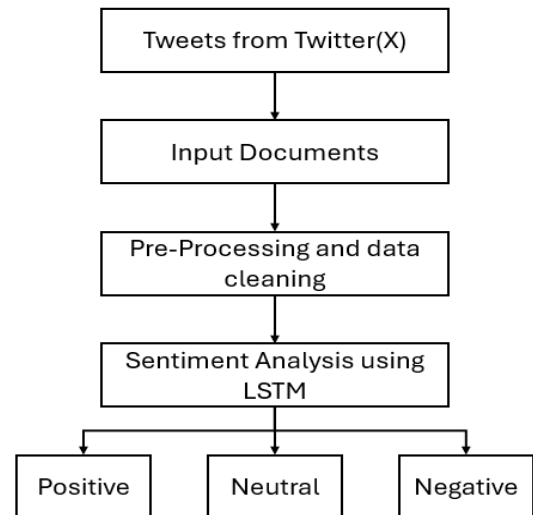 Tweets from Twitter(X)
Input Documents
Pre-Processing and data
cleaning
Sentiment Analysis using
LSTM
Positive
Neutral
Negative